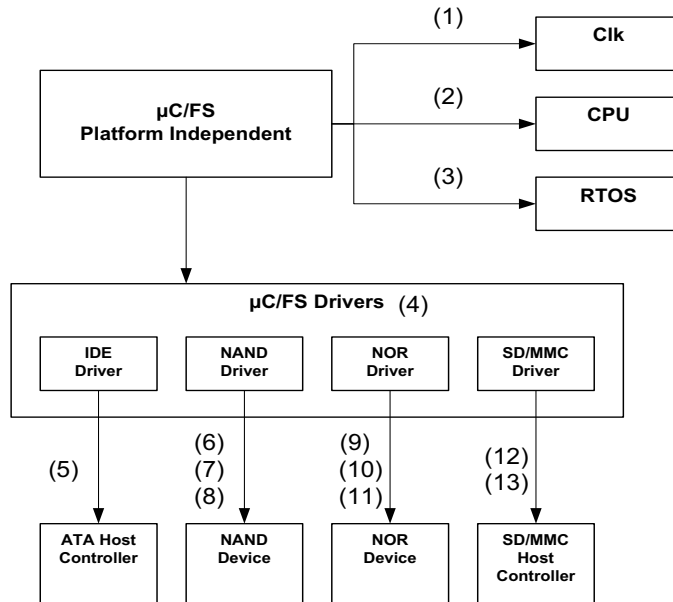 (1)
Clk
µC/FS
Platform Independent
(2)
CPU
(3)
RTOS
µC/FS Drivers (4)
IDE
Driver
NAND
Driver
NOR
Driver
SD/MMC
Driver
(5)
(6)
(7)
(8)
(9)
(10)
(11)
(12)
(13)
ATA Host
Controller
NAND
Device
NOR
Device
SD/MMC
Host
Controller